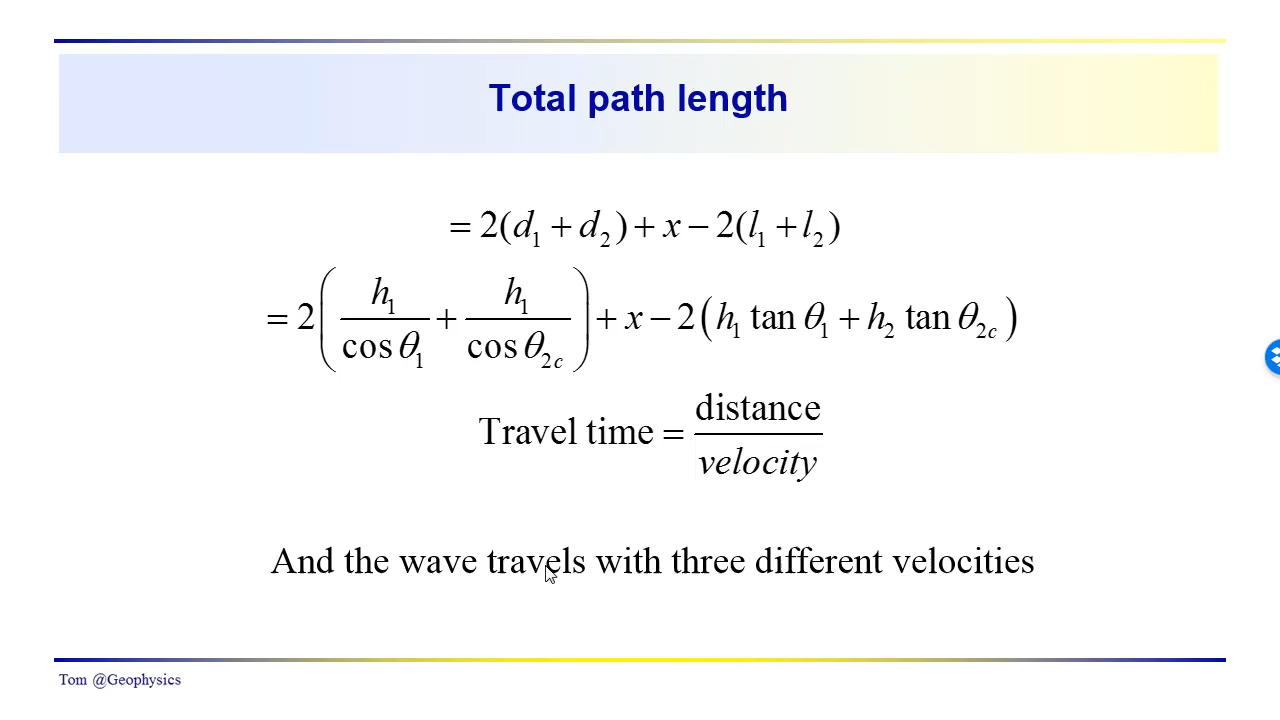 Total path length
= 2(d₁ + d₂) + x − 2(l₁ + l₂)
= 2(h₁/cos θ₁ + h₁/cos θ₂c) + x − 2(h₁ tan θ₁ + h₂ tan θ₂c)
Travel time = distance/velocity
And the wave travels with three different velocities
Tom @Geophysics